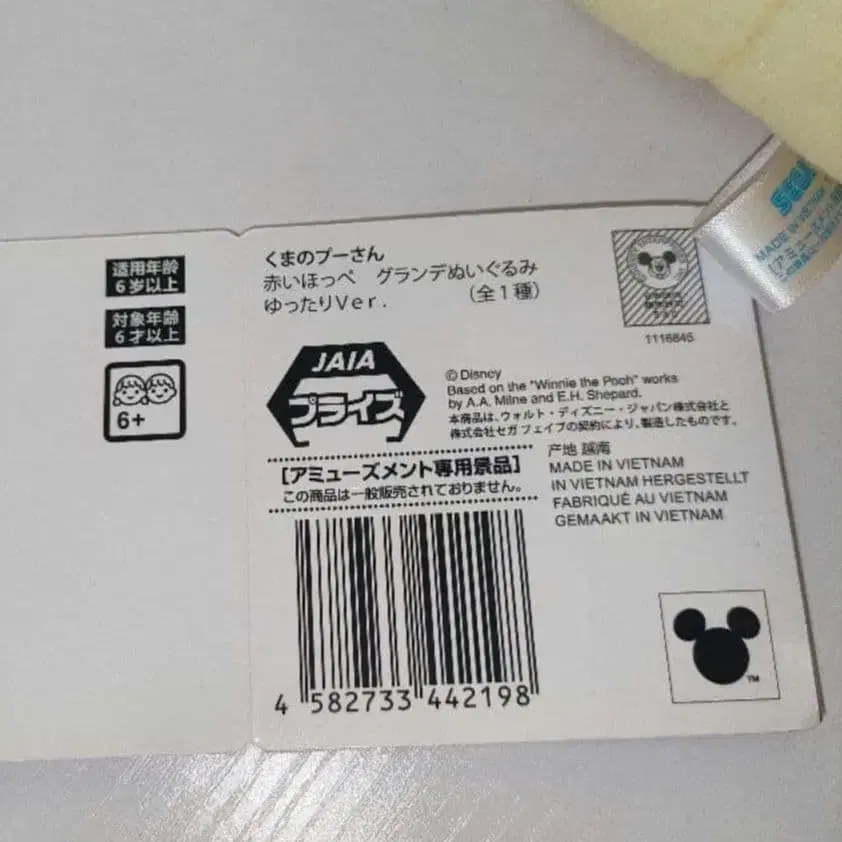 适用年龄
6岁以上
対象年齢
6才以上
6+
くまのプーさん
赤いほっぺ　グランデぬいぐるみ
ゆったりVer.　（全1種）
1116845
JAIA
プライズ
©Disney
Based on the "Winnie the Pooh" works
by A.A. Milne and E.H. Shepard.
本商品は、ウォルト・ディズニー・ジャパン株式会社と
株式会社セガフェイブの契約により、製造したものです。
[アミューズメント専用景品]
この商品は一般販売されておりません。
产地 越南
MADE IN VIETNAM
IN VIETNAM HERGESTELLT
FABRIQUÉ AU VIETNAM
GEMAAKT IN VIETNAM
4 582733 442198
TM
SEGA
MADE IN VIETNAM